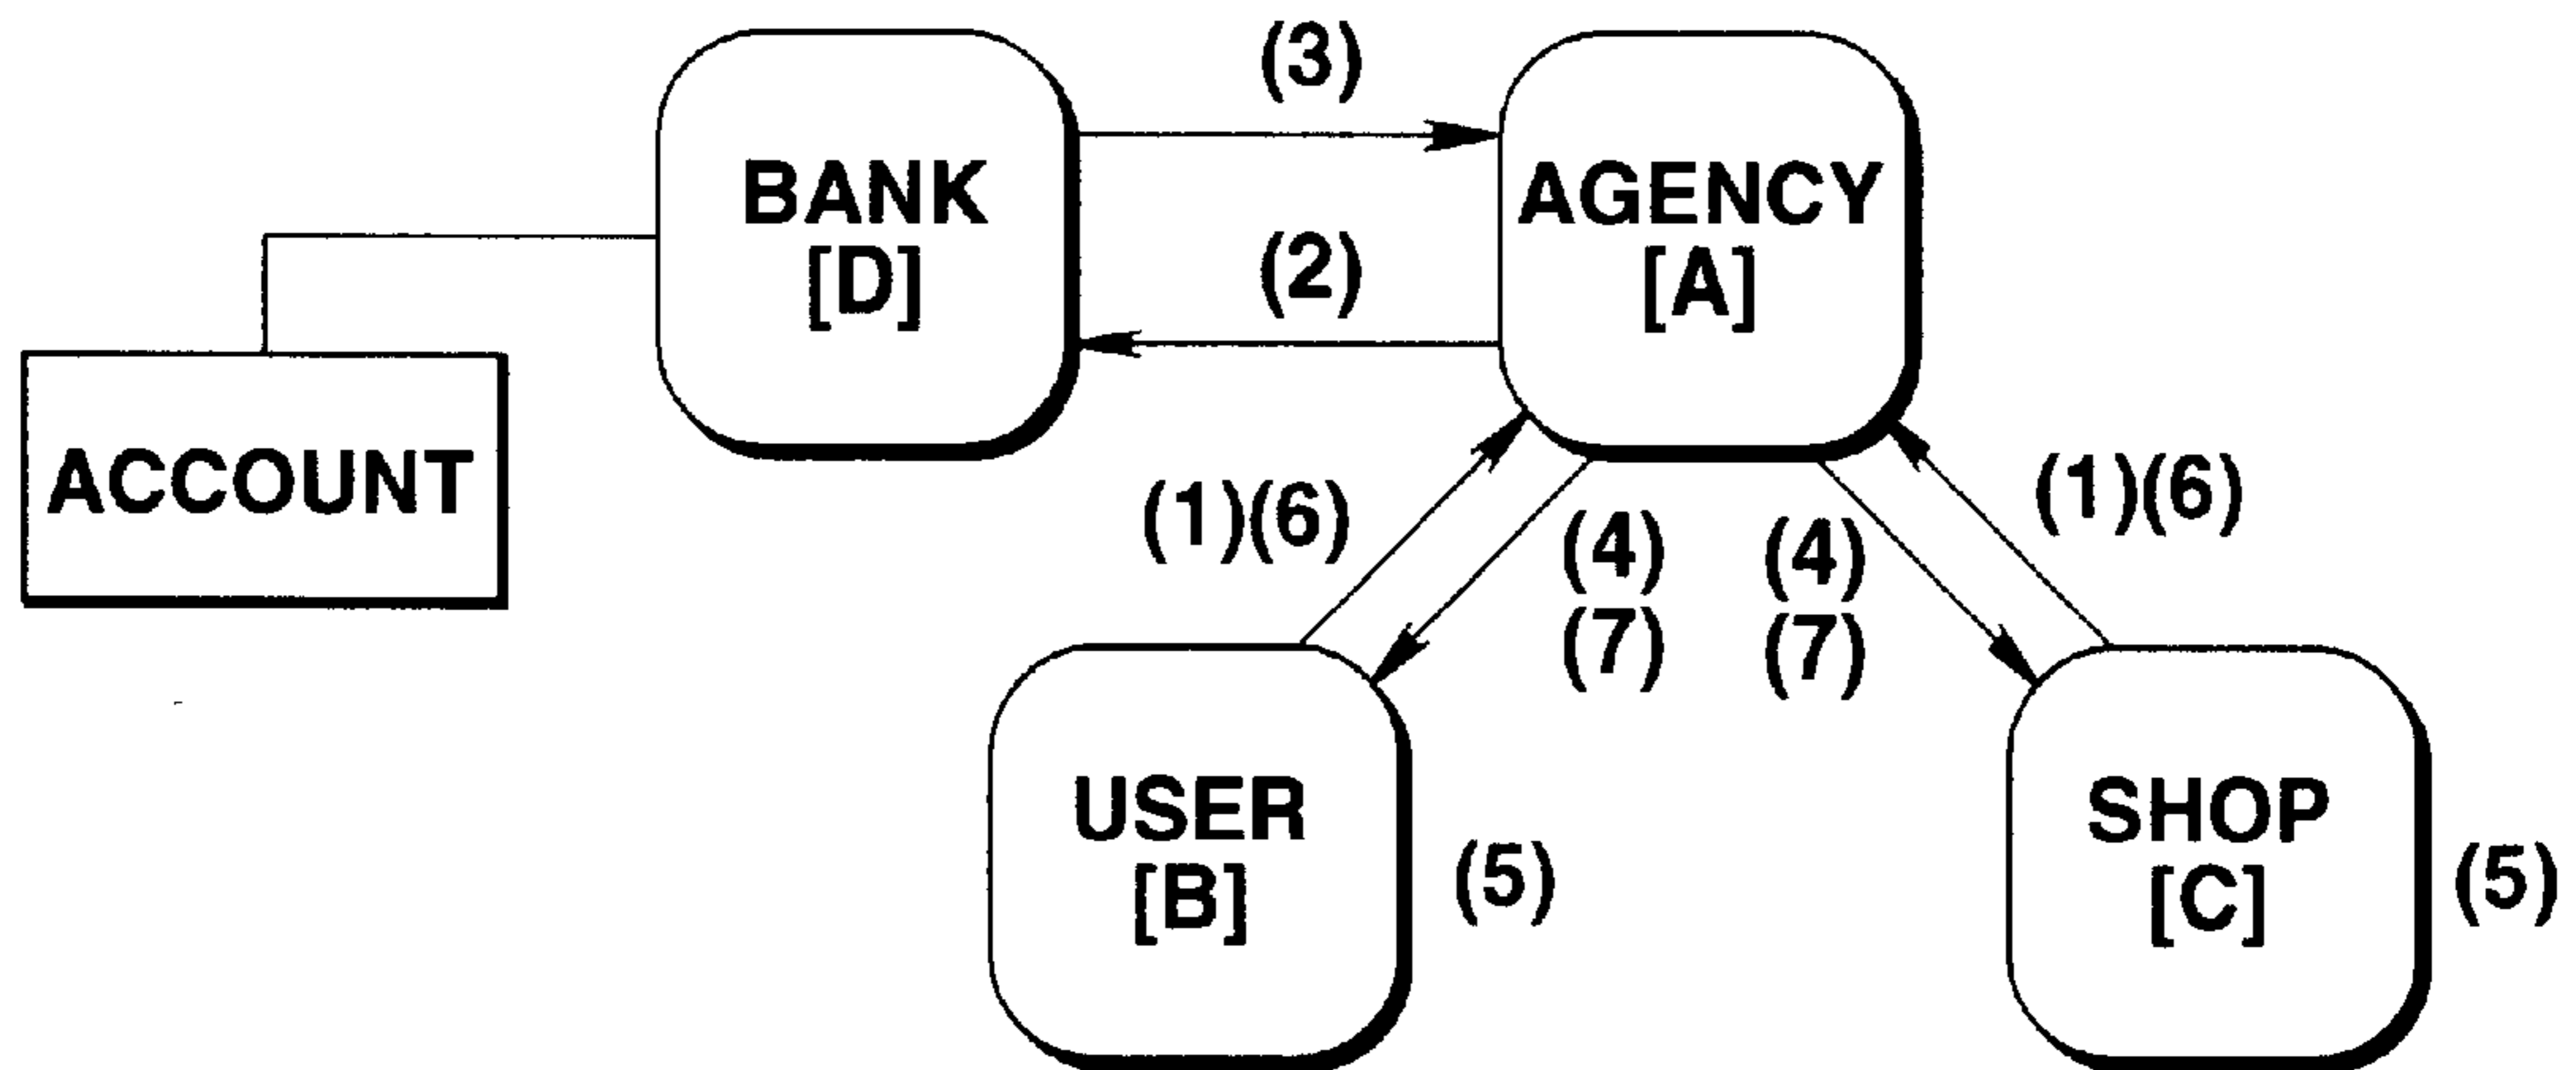 (3)
BANK
[D]
AGENCY
[A]
(2)
ACCOUNT
(1)(6)
(4)
(7)
(4)
(7)
(1)(6)
USER
[B]
(5)
SHOP
[C]
(5)